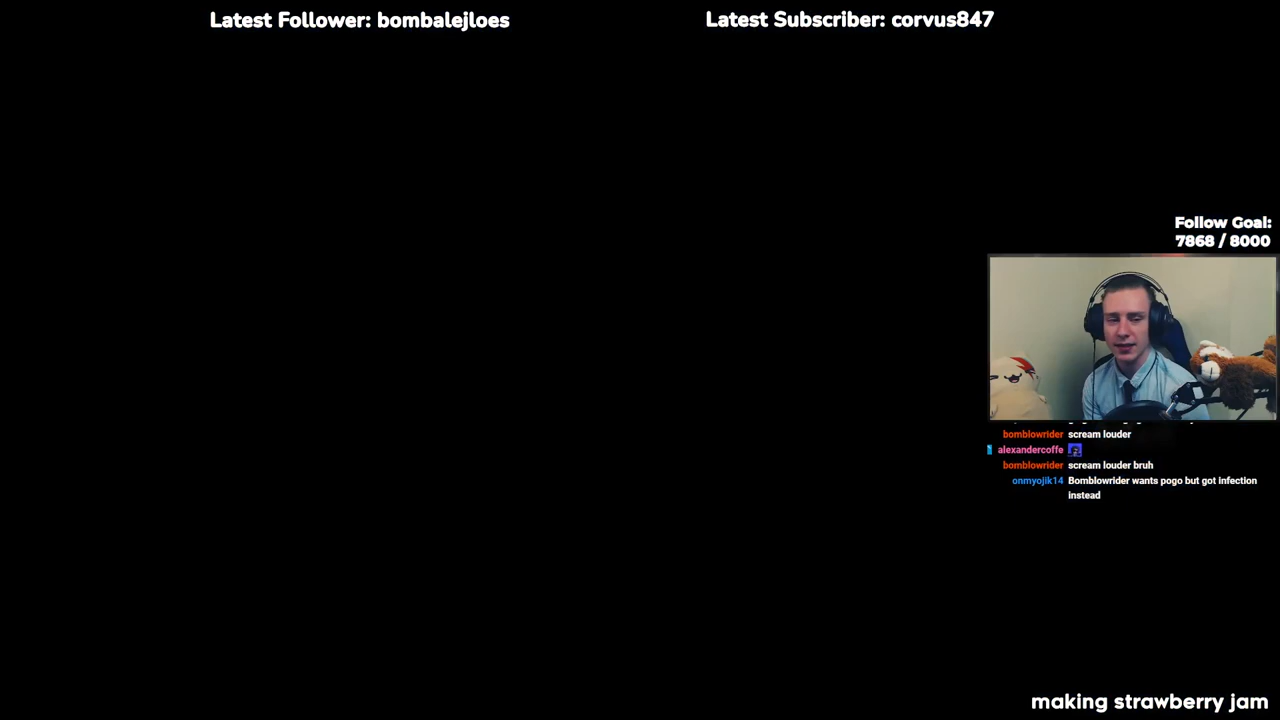 Latest Follower: bombalejloes
Latest Subscriber: corvus847
Follow Goal:
7868 / 8000
bomblowrider scream louder
alexandercoffe
bomblowrider scream louder bruh
onmyojik14 Bomblowrider wants pogo but got infection
instead
making strawberry jam